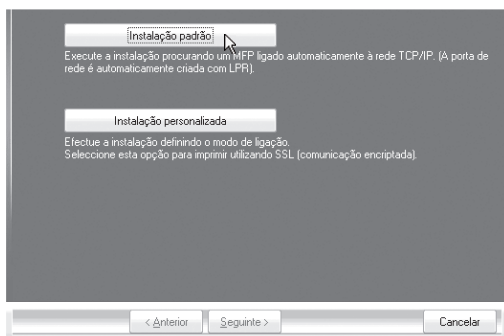 Instalação padrão
Execute a instalação procurando um MFP ligado automaticamente à rede TCP/IP. (A porta de
rede é automaticamente criada com LPR).
Instalação personalizada
Efectue a instalação definindo o modo de ligação.
Seleccione esta opção para imprimir utilizando SSL (comunicação encriptada).
< Anterior Seguinte > Cancelar